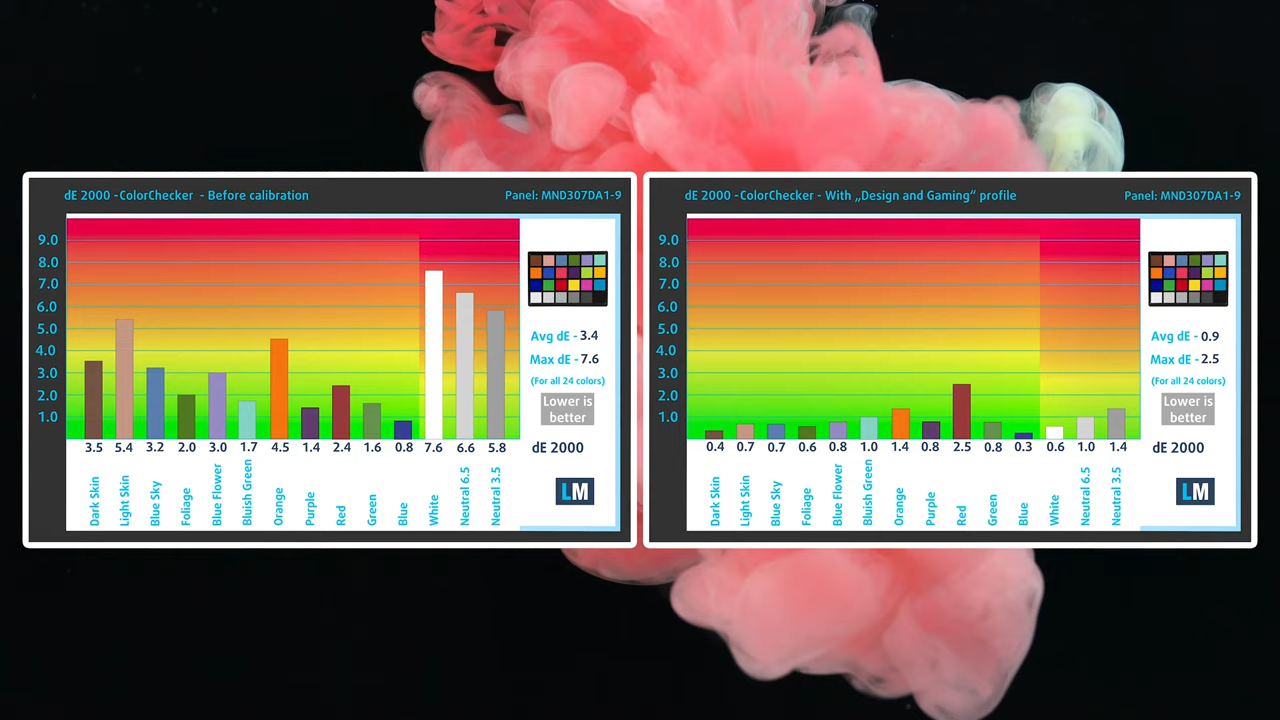 dE 2000 -ColorChecker - Before calibration
Panel: MND307DA1-9
9.0
8.0
7.0
6.0
5.0
4.0
3.0
2.0
1.0
Avg dE - 3.4
Max dE - 7.6
(For all 24 colors)
Lower is
better
3.5 5.4 3.2 2.0 3.0 1.7 4.5 1.4 2.4 1.6 0.8 7.6 6.6 5.8
dE 2000
Dark Skin
Light Skin
Blue Sky
Foliage
Blue Flower
Bluish Green
Orange
Purple
Red
Green
Blue
White
Neutral 6.5
Neutral 3.5
LM
dE 2000 -ColorChecker - With „Design and Gaming“ profile
Panel: MND307DA1-9
9.0
8.0
7.0
6.0
5.0
4.0
3.0
2.0
1.0
Avg dE - 0.9
Max dE - 2.5
(For all 24 colors)
Lower is
better
0.4 0.7 0.7 0.6 0.8 1.0 1.4 0.8 2.5 0.8 0.3 0.6 1.0 1.4
dE 2000
Dark Skin
Light Skin
Blue Sky
Foliage
Blue Flower
Bluish Green
Orange
Purple
Red
Green
Blue
White
Neutral 6.5
Neutral 3.5
LM